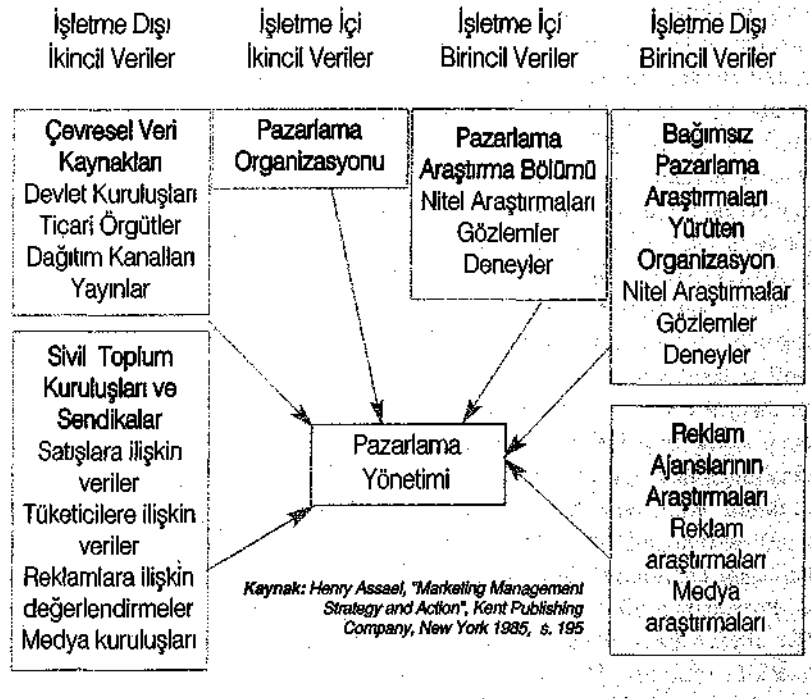 İşletme Dışı
İkincil Veriler
İşletme İçi
İkincil Veriler
İşletme İçi
Birincil Veriler
İşletme Dışı
Birincil Veriler
Çevresel Veri
Kaynakları
Devlet Kuruluşları
Ticari Örgütler
Dağıtım Kanalları
Yayınlar
Pazarlama
Organizasyonu
Pazarlama
Araştırma Bölümü
Nitel Araştırmaları
Gözlemler
Deneyler
Bağımsız
Pazarlama
Araştırmaları
Yürüten
Organizasyon
Nitel Araştırmalar
Gözlemler
Deneyler
Sivil Toplum
Kuruluşları ve
Sendikalar
Satışlara ilişkin
veriler
Tüketicilere ilişkin
veriler
Reklamlara ilişkin
değerlendirmeler
Medya kuruluşları
Pazarlama
Yönetimi
Reklam
Ajanslarının
Araştırmaları
Reklam
araştırmaları
Medya
araştırmaları
Kaynak: Henry Assael, "Marketing Management
Strategy and Action", Kent Publishing
Company, New York 1985, s. 195